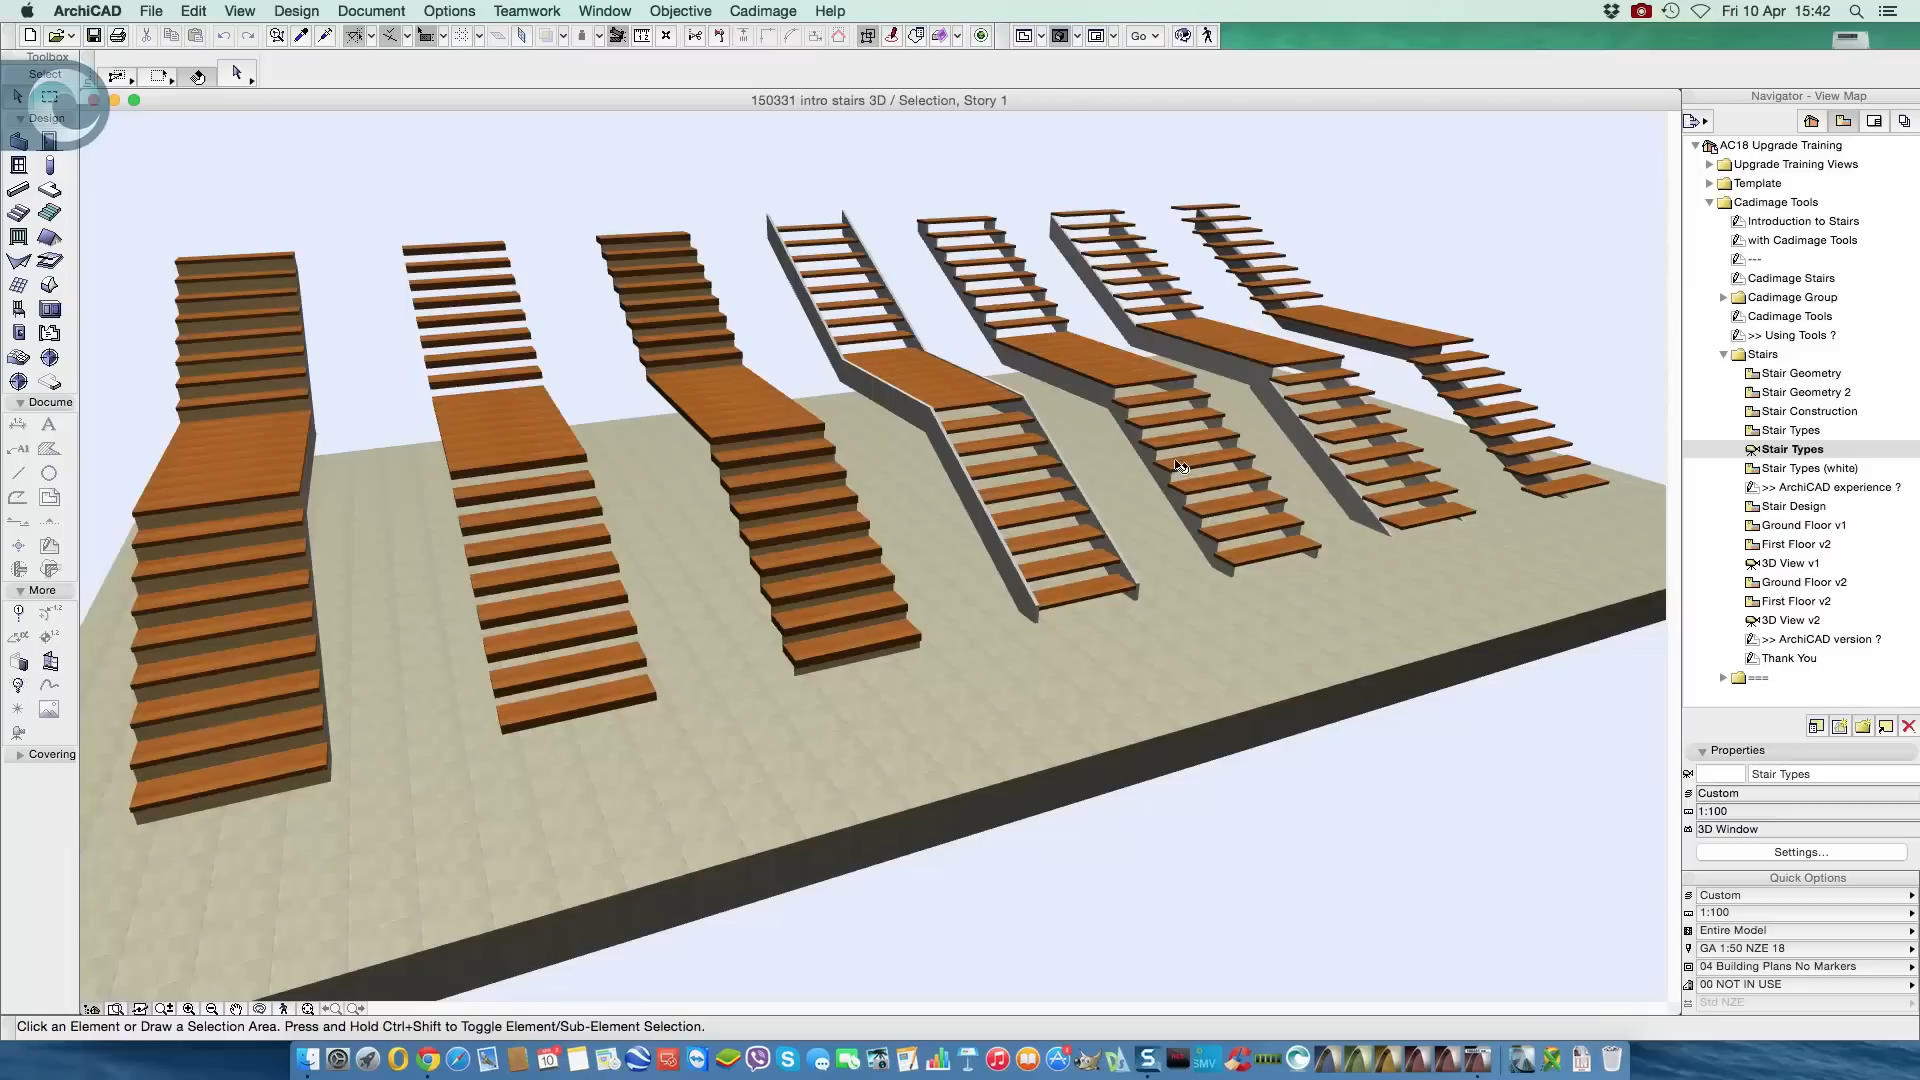 ArchiCAD File Edit View Design Document Options Teamwork Window Objective Cadimage Help
Fri 10 Apr 15:42
Go
Toolbox
Select
150331 intro stairs 3D / Selection, Story 1
Design
Docume
A
A1
More
Covering
Navigator - View Map
AC18 Upgrade Training
Upgrade Training Views
Template
Cadimage Tools
Introduction to Stairs
with Cadimage Tools
---
Cadimage Stairs
Cadimage Group
Cadimage Tools
>> Using Tools ?
Stairs
Stair Geometry
Stair Geometry 2
Stair Construction
Stair Types
Stair Types
Stair Types (white)
>> ArchiCAD experience ?
Stair Design
Ground Floor v1
First Floor v2
3D View v1
Ground Floor v2
First Floor v2
3D View v2
>> ArchiCAD version ?
Thank You
===
Properties
Stair Types
Custom
1:100
3D Window
Settings...
Quick Options
Custom
1:100
Entire Model
GA 1:50 NZE 18
04 Building Plans No Markers
00 NOT IN USE
Std NZE
Click an Element or Draw a Selection Area. Press and Hold Ctrl+Shift to Toggle Element/Sub-Element Selection.
10
SMV